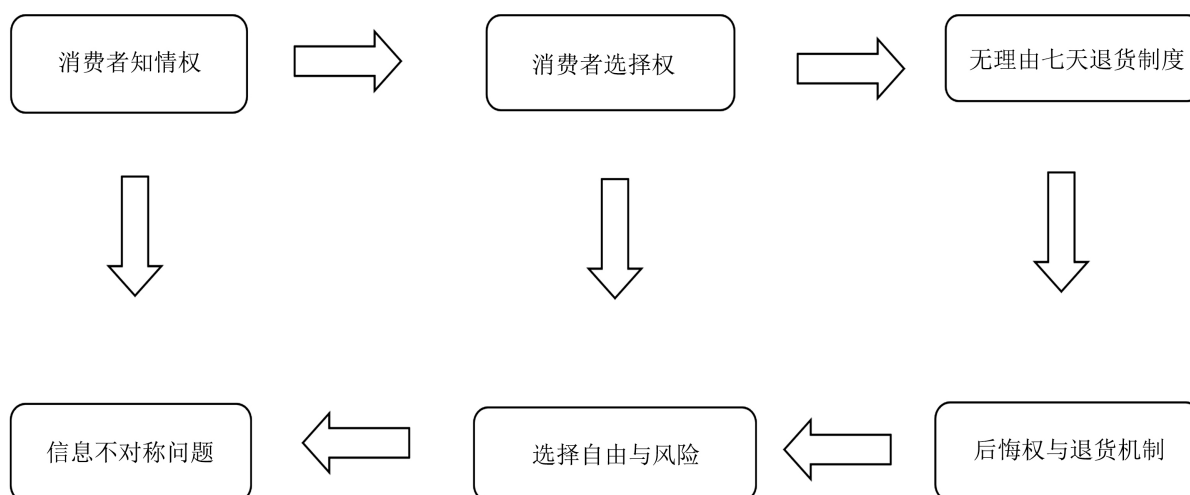 消费者知情权
消费者选择权
无理由七天退货制度
信息不对称问题
选择自由与风险
后悔权与退货机制